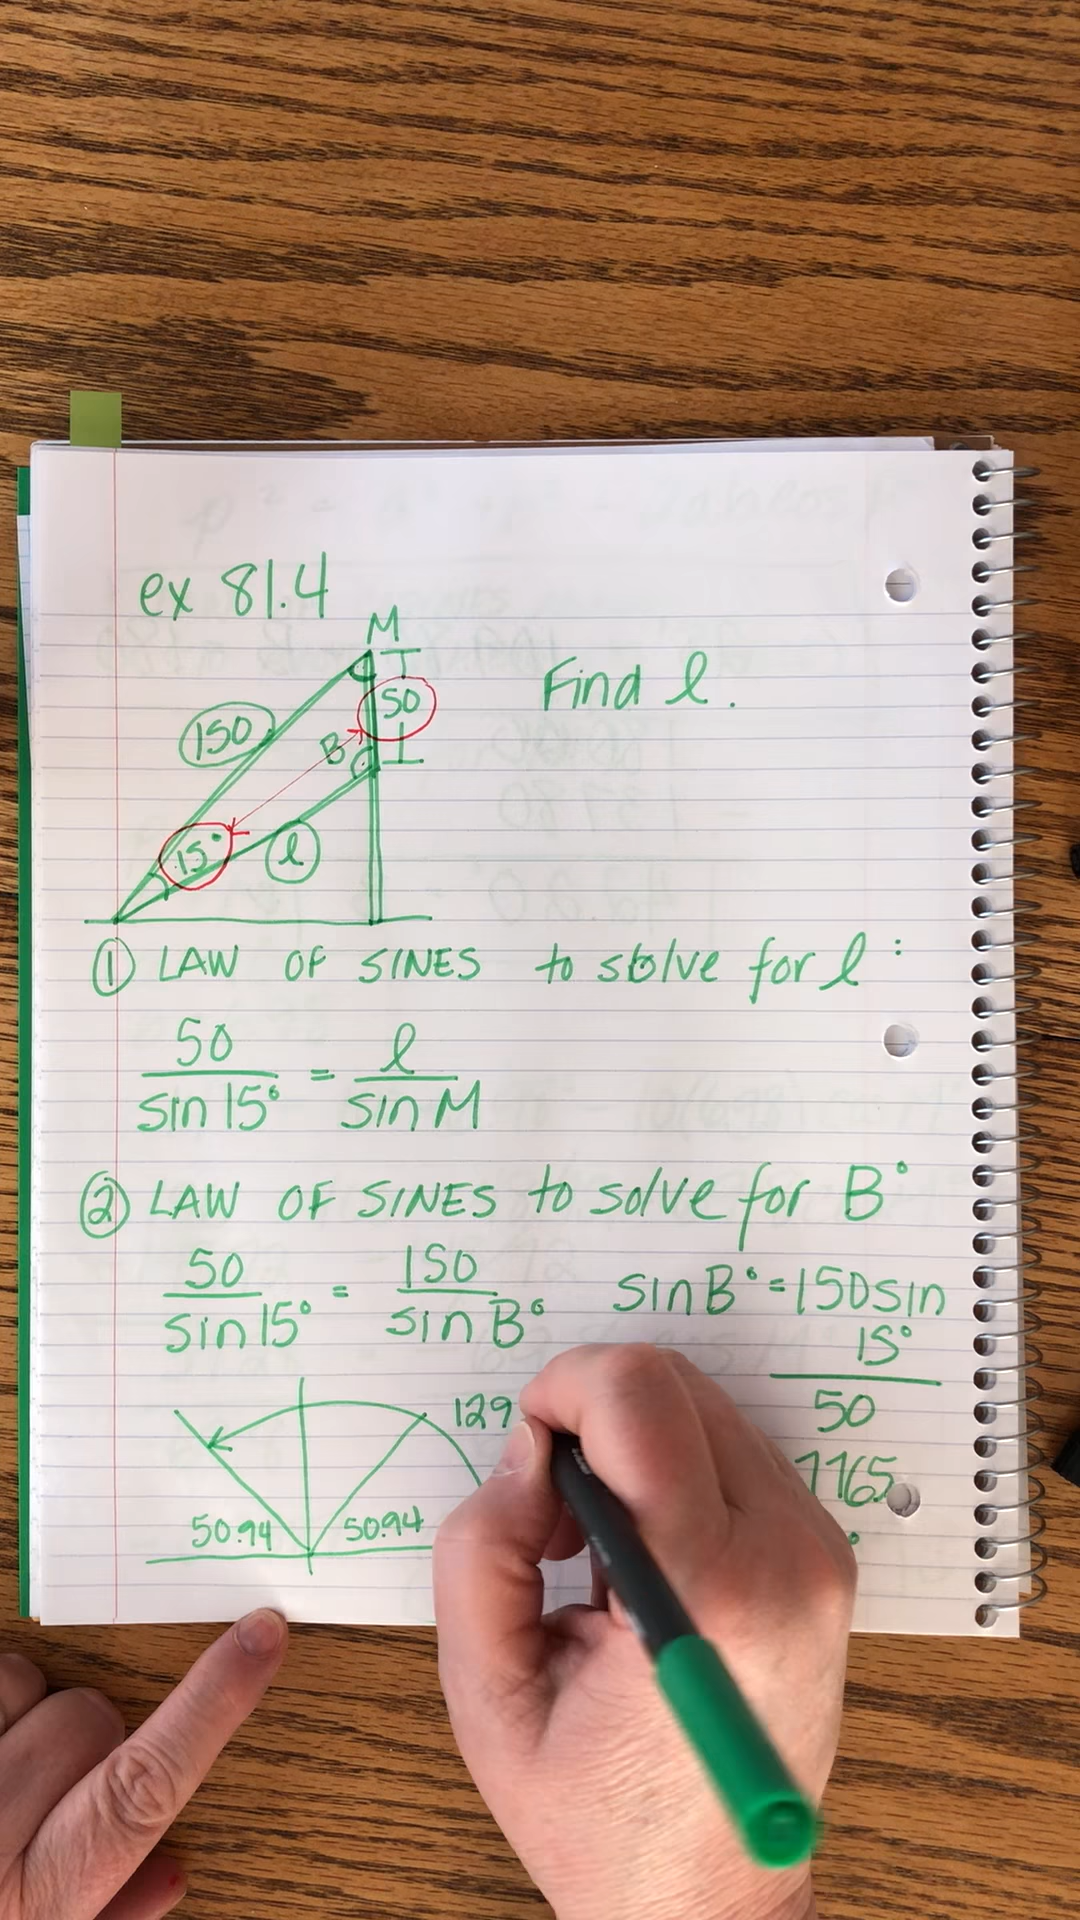 ex 81.4
M
150
50
B
15°
l
Find l.
① LAW OF SINES to solve for l:
50 / sin 15° = l / sin M
② LAW OF SINES to solve for B°
50 / sin 15° = 150 / sin B°
sin B° = 150 sin
15°
50
129
7765
50.94 50.94